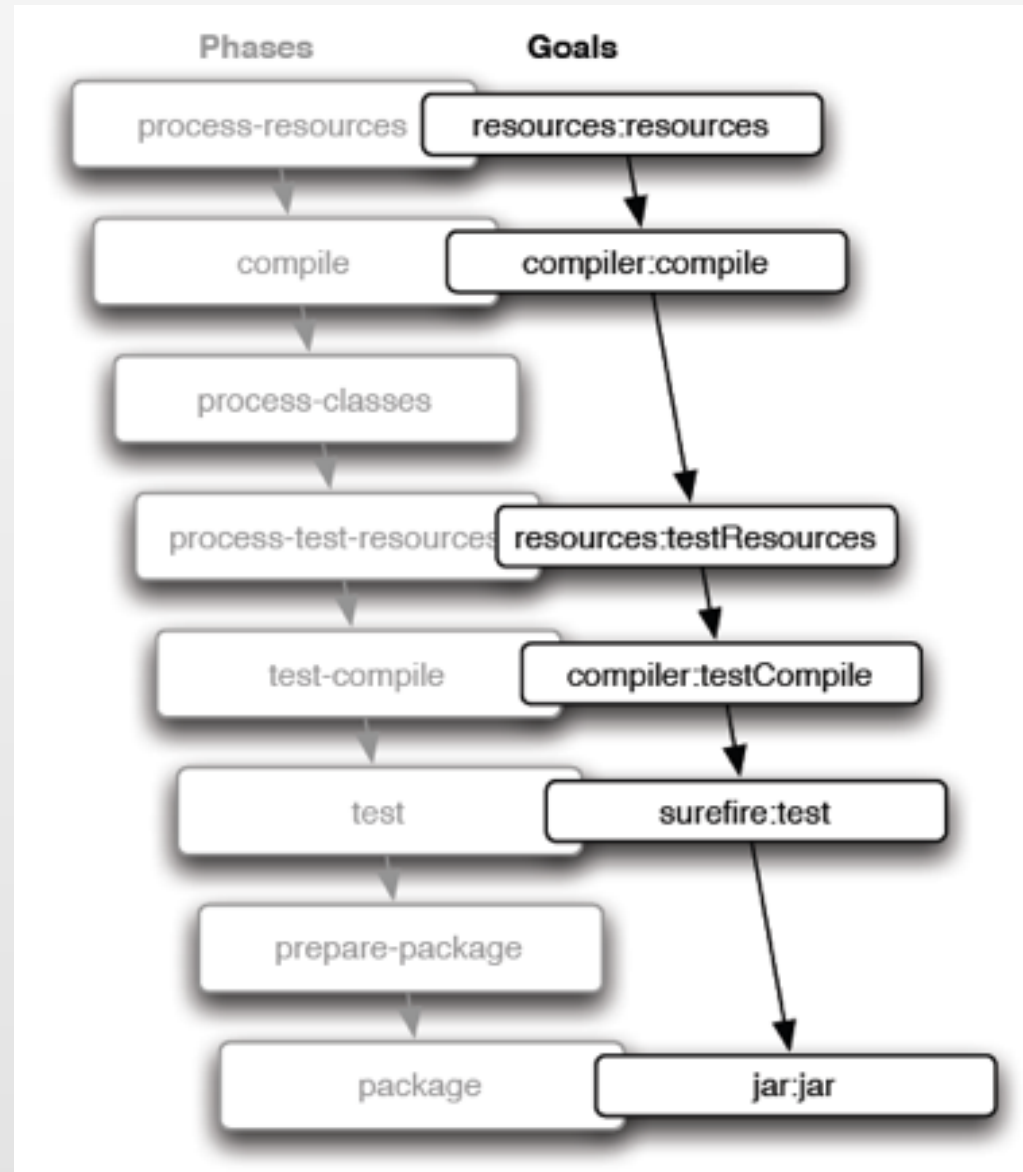 Phases Goals
process-resources resources:resources
compile compiler:compile
process-classes
process-test-resources resources:testResources
test-compile compiler:testCompile
test surefire:test
prepare-package
package jar:jar